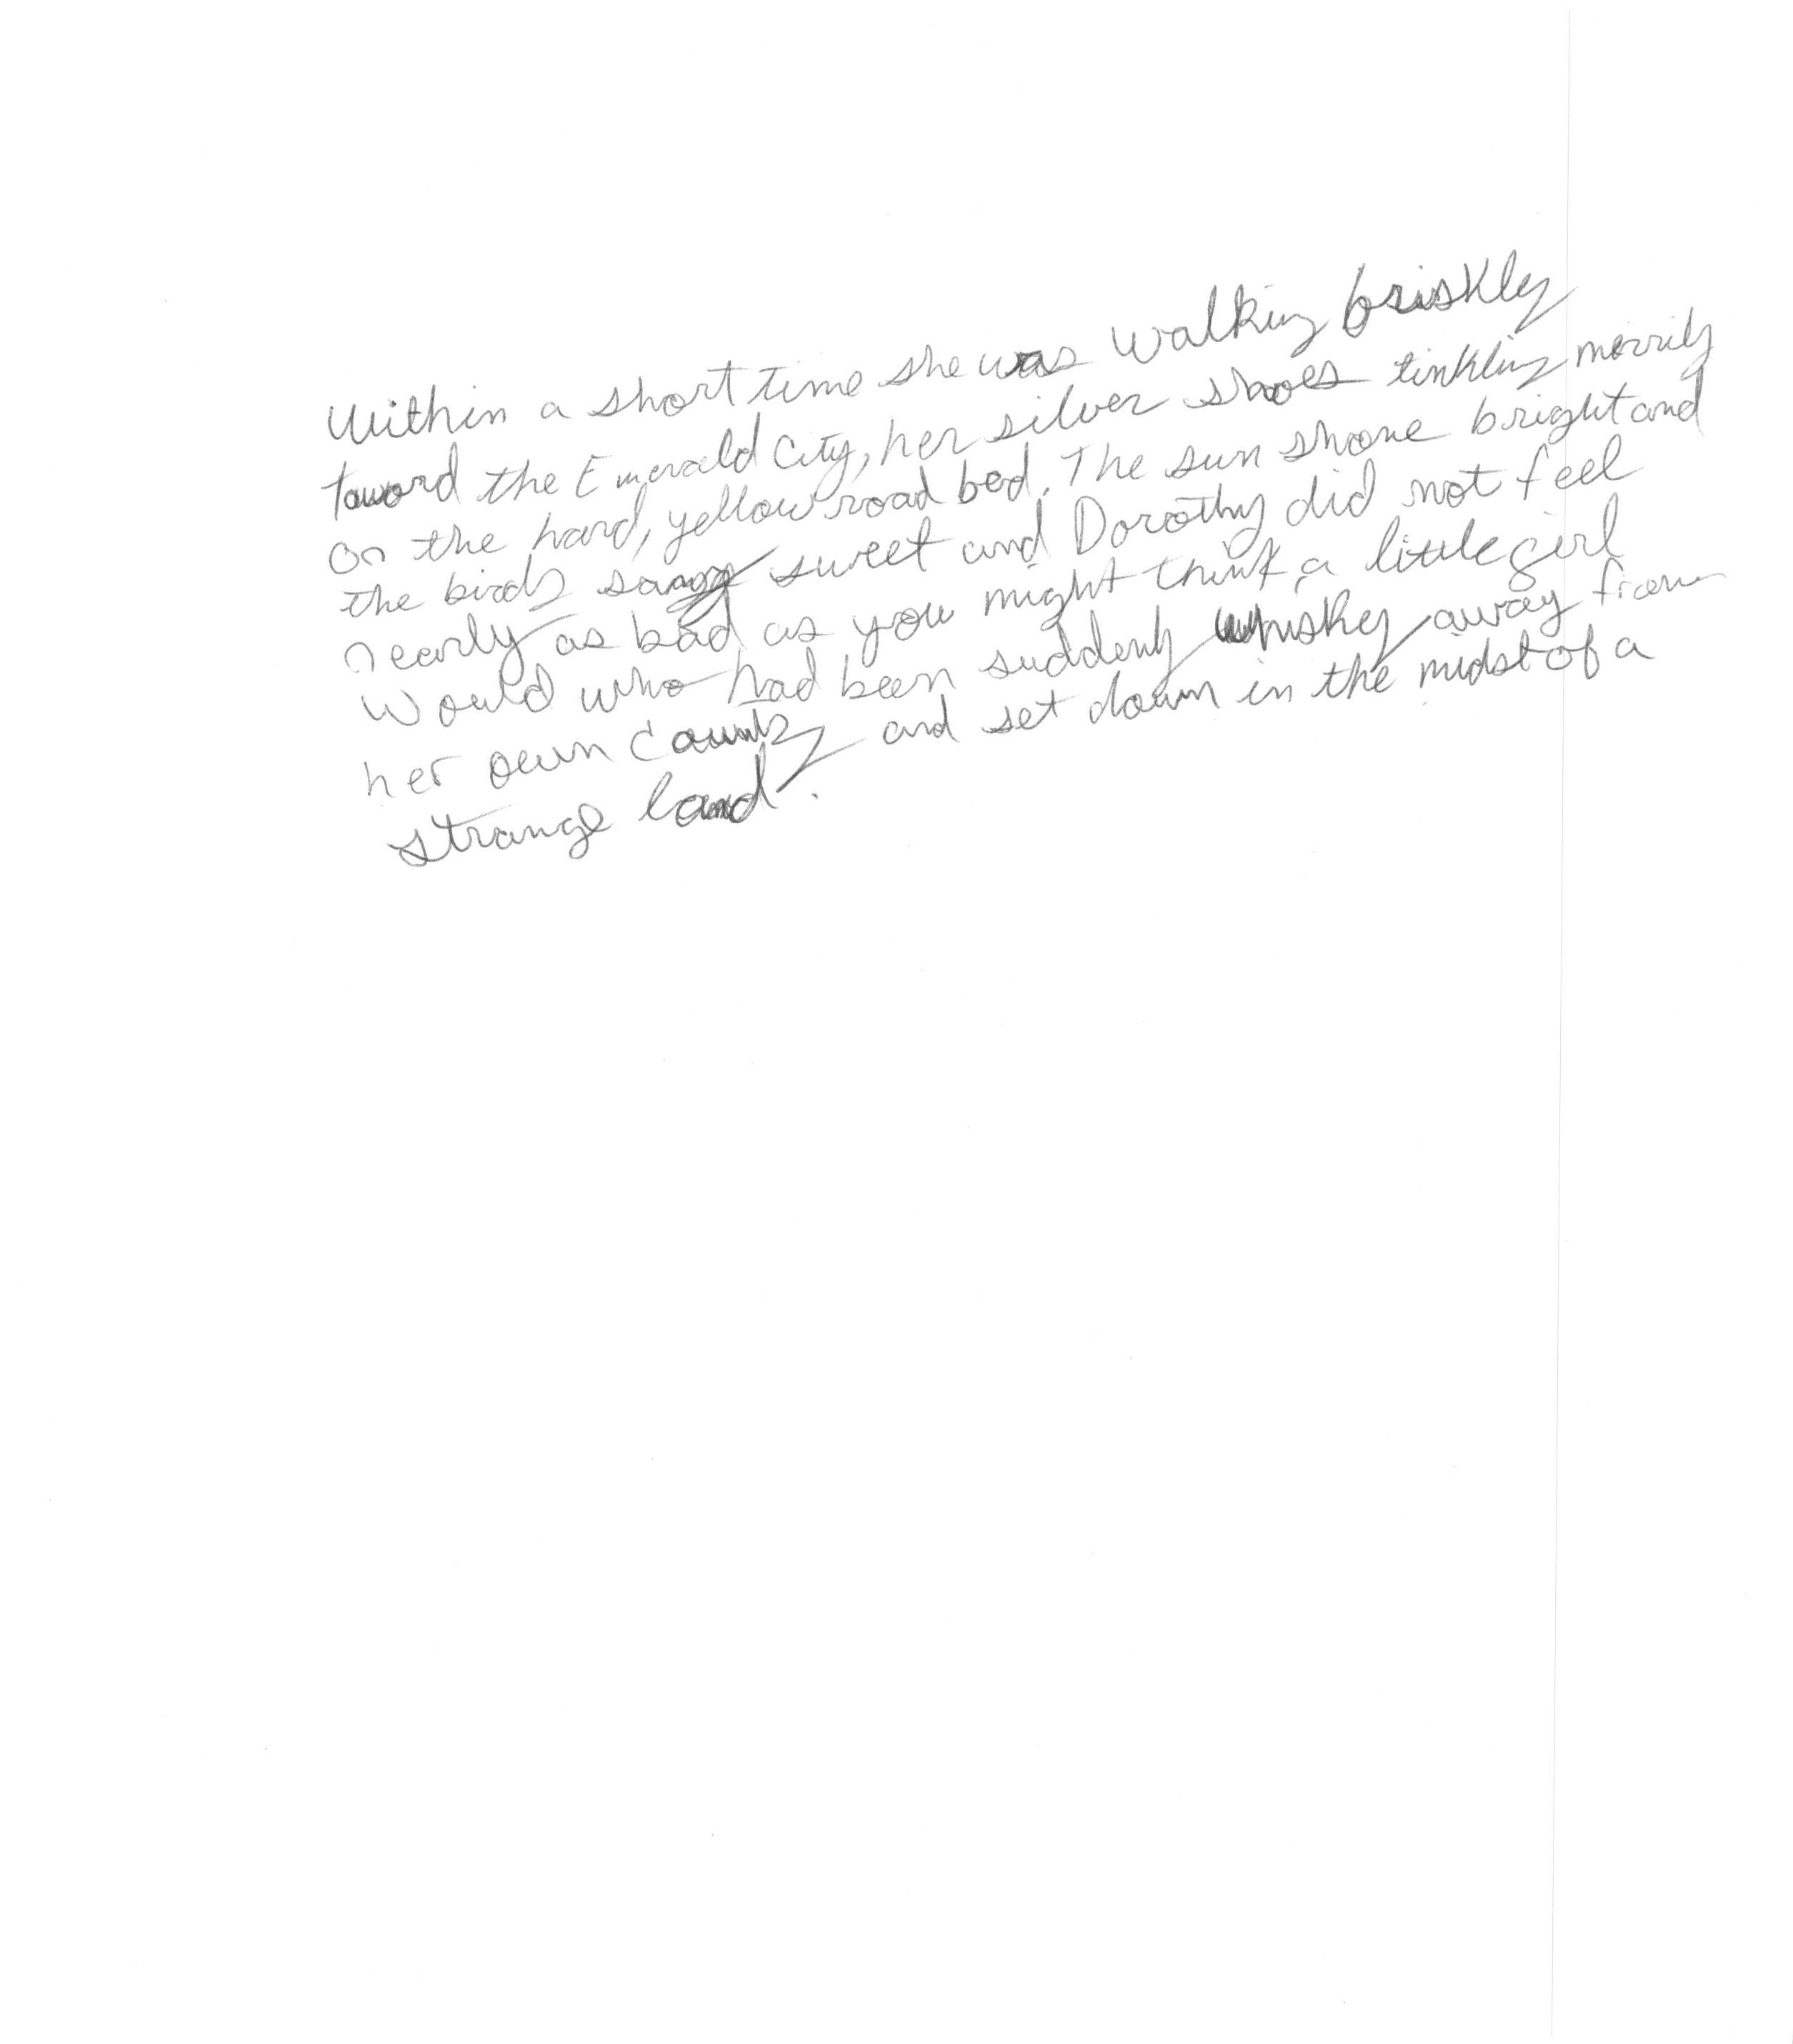 Within a short time she was walking briskly
toward the Emerald City, her silver shoes tinkling merrily
on the hard, yellow road bed. The sun shone bright and
the birds sang sweet and Dorothy did not feel
nearly as bad as you might think a little girl
would who had been suddenly whiskey away from
her own country and set down in the midst of a
strange land.